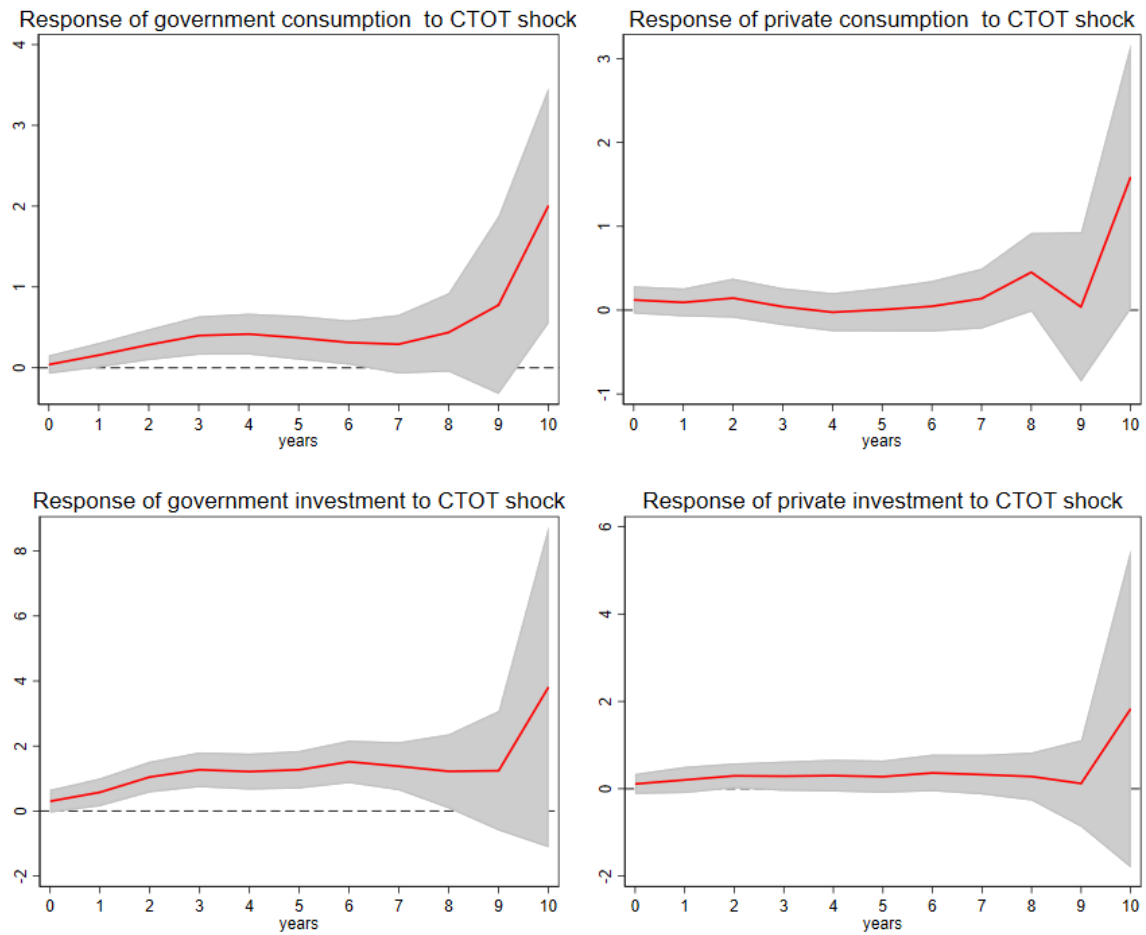 Response of government consumption  to CTOT shock
4
3
2
1
0
0 1 2 3 4 5 6 7 8 9 10
years
Response of private consumption  to CTOT shock
3
2
1
0
-1
0 1 2 3 4 5 6 7 8 9 10
years
Response of government investment to CTOT shock
8
6
4
2
0
-2
0 1 2 3 4 5 6 7 8 9 10
years
Response of private investment to CTOT shock
6
4
2
0
-2
0 1 2 3 4 5 6 7 8 9 10
years